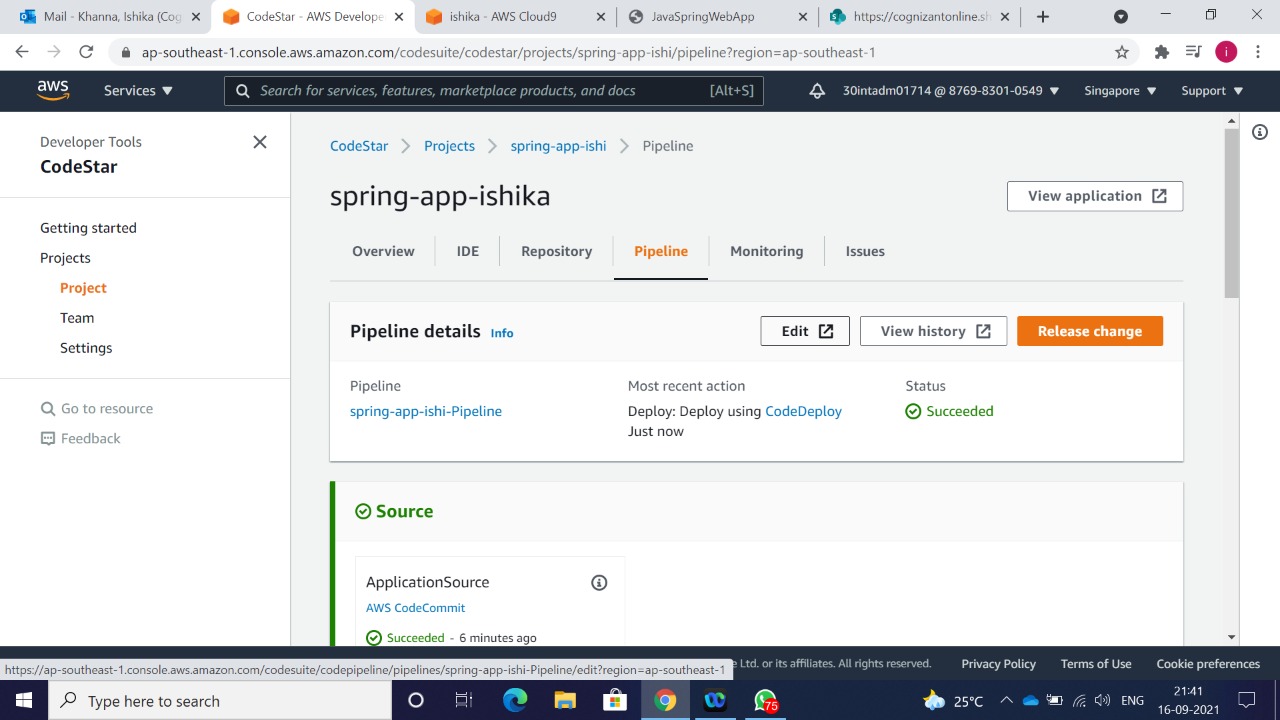 Mail - Khanna, Ishika (Cog
CodeStar - AWS Develope
ishika - AWS Cloud9
JavaSpringWebApp
https://cognizantonline.sh
ap-southeast-1.console.aws.amazon.com/codesuite/codestar/projects/spring-app-ishi/pipeline?region=ap-southeast-1
i
aws
Services
Search for services, features, marketplace products, and docs
[Alt+S]
30intadm01714 @ 8769-8301-0549
Singapore
Support
Developer Tools
CodeStar
Getting started
Projects
Project
Team
Settings
Go to resource
Feedback
CodeStar
Projects
spring-app-ishi
Pipeline
spring-app-ishika
View application
Overview
IDE
Repository
Pipeline
Monitoring
Issues
Pipeline details
Info
Edit
View history
Release change
Pipeline
spring-app-ishi-Pipeline
Most recent action
Deploy: Deploy using CodeDeploy
Just now
Status
Succeeded
Source
ApplicationSource
AWS CodeCommit
Succeeded - 6 minutes ago
https://ap-southeast-1.console.aws.amazon.com/codesuite/codepipeline/pipelines/spring-app-ishi-Pipeline/edit?region=ap-southeast-1
e Ltd. or its affiliates. All rights reserved.
Privacy Policy
Terms of Use
Cookie preferences
Type here to search
75
25°C
ENG
21:41
16-09-2021